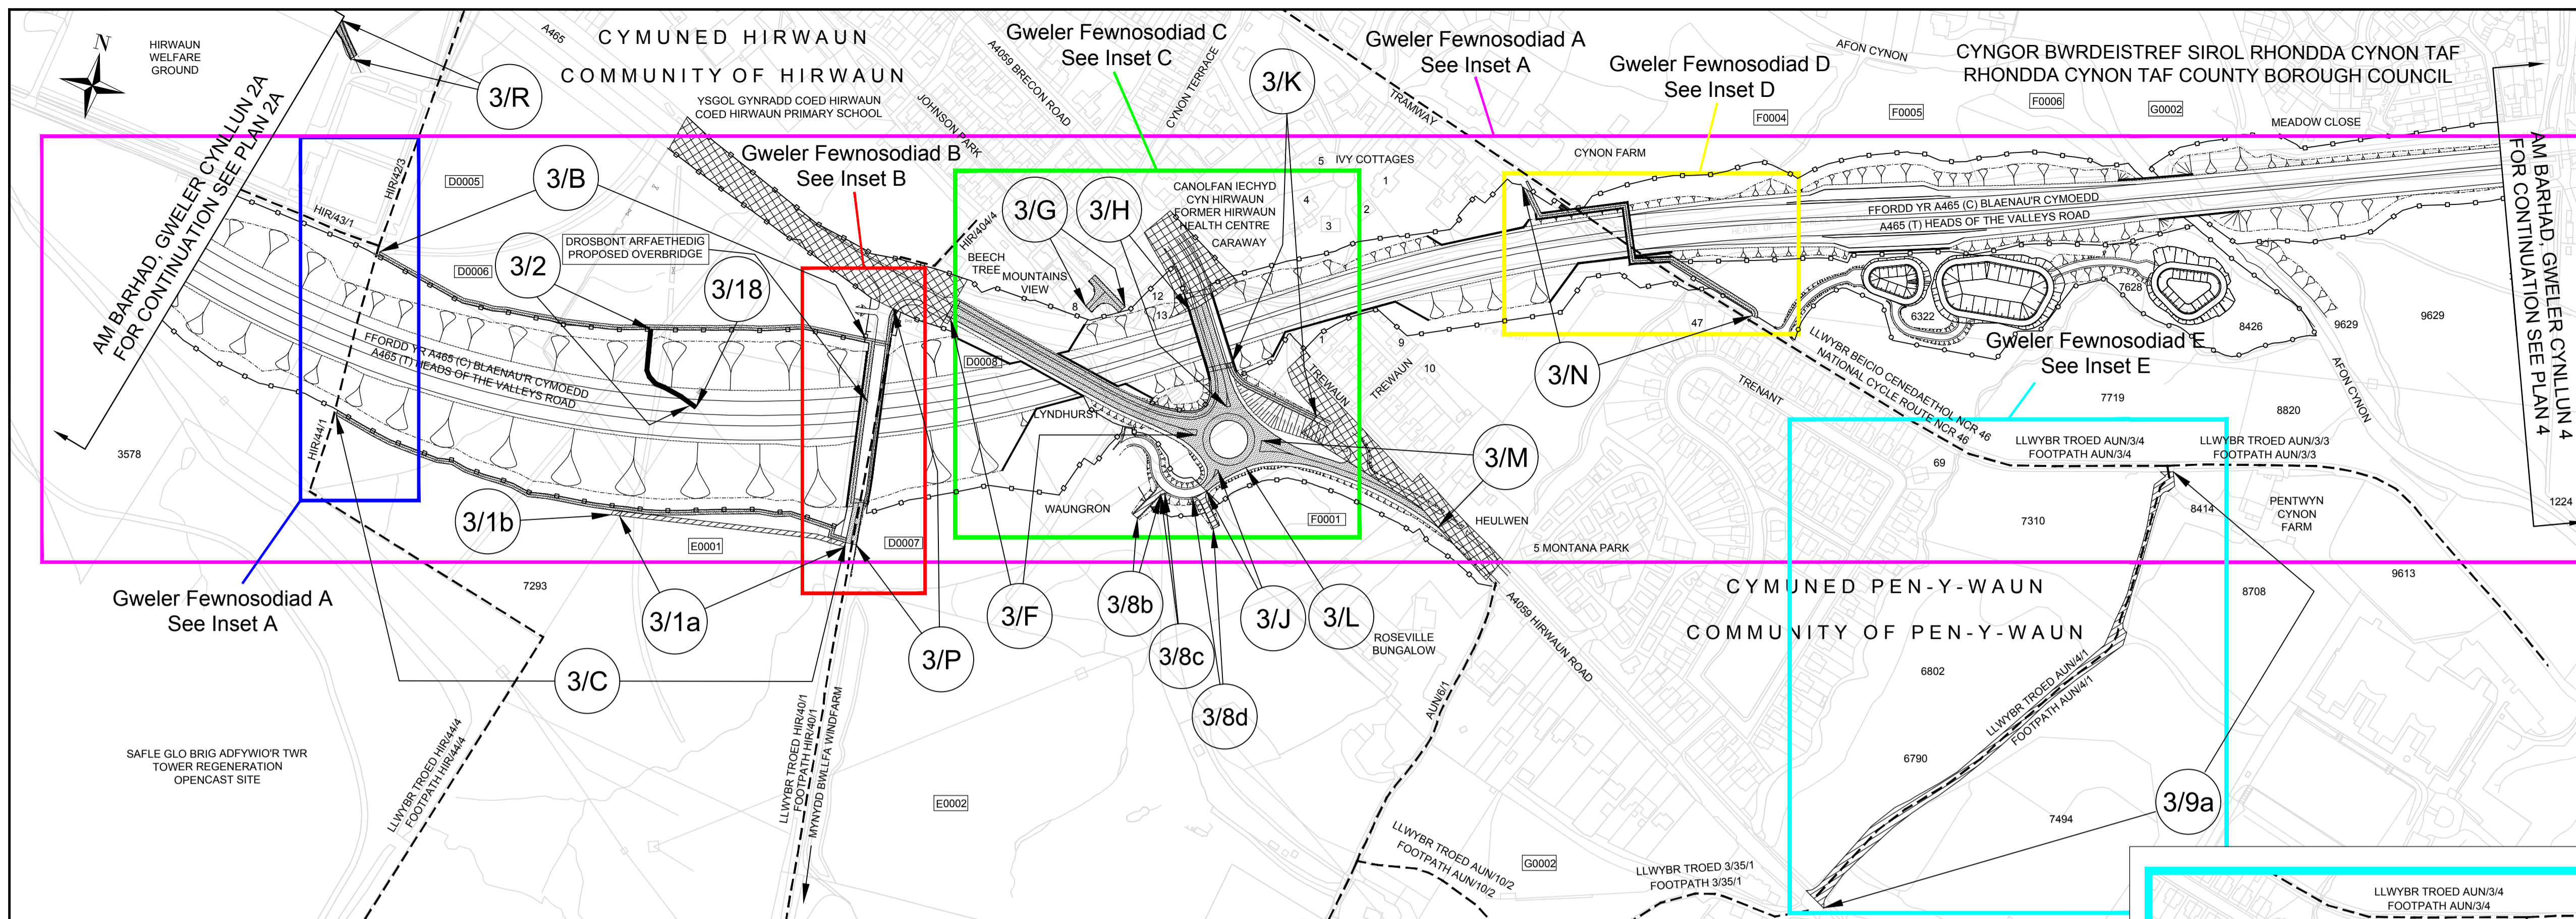 N
HIRWAUN
WELFARE
GROUND
AM BARHAD, GWELER CYNLLUN 2A
FOR CONTINUATION SEE PLAN 2A
3/R
A465
CYMUNED HIRWAUN
COMMUNITY OF HIRWAUN
YSGOL GYNRADD COED HIRWAUN
COED HIRWAUN PRIMARY SCHOOL
JOHNSON PARK
A4059 BRECON ROAD
CYNON TERRACE
Gweler Fewnosodiad C
See Inset C
3/K
Gweler Fewnosodiad A
See Inset A
TRAMWAY
Gweler Fewnosodiad D
See Inset D
AFON CYNON
CYNGOR BWRDEISTREF SIROL RHONDDA CYNON TAF
RHONDDA CYNON TAF COUNTY BOROUGH COUNCIL
F0004
F0005
F0006
G0002
MEADOW CLOSE
AM BARHAD, GWELER CYNLLUN 4
FOR CONTINUATION SEE PLAN 4
HIR/42/3
HIR/43/1
D0005
3/B
Gweler Fewnosodiad B
See Inset B
5
IVY COTTAGES
1
2
3
4
CYNON FARM
CANOLFAN IECHYD
CYN HIRWAUN
FORMER HIRWAUN
HEALTH CENTRE
CARAWAY
3/G
3/H
HIR/404/4
BEECH
TREE
MOUNTAINS
VIEW
8
12
13
DROSBONT ARFAETHEDIG
PROPOSED OVERBRIDGE
D0006
3/2
3/18
FFORDD YR A465 (C) BLAENAU'R CYMOEDD
A465 (T) HEADS OF THE VALLEYS ROAD
FFORDD YR A465 (C) BLAENAU'R CYMOEDD
A465 (T) HEADS OF THE VALLEYS ROAD
D0008
LYNDHURST
1
9
10
TREWAUN
TREWAUN
47
3/N
TRENANT
LLWYBR BEICIO CENEDAETHOL NCR 46
NATIONAL CYCLE ROUTE NCR 46
6322
7628
8426
9629
9629
AFON CYNON
Gweler Fewnosodiad E
See Inset E
7719
8820
LLWYBR TROED AUN/3/4
FOOTPATH AUN/3/4
LLWYBR TROED AUN/3/3
FOOTPATH AUN/3/3
69
3578
HIR/44/1
3/1b
E0001
D0007
WAUNGRON
3/M
F0001
HEULWEN
5 MONTANA PARK
7310
8414
PENTWYN
CYNON
FARM
1224
Gweler Fewnosodiad A
See Inset A
7293
3/1a
3/C
3/P
3/F
3/8b
3/8c
3/8d
3/J
3/L
ROSEVILLE
BUNGALOW
A4059 HIRWAUN ROAD
CYMUNED PEN-Y-WAUN
COMMUNITY OF PEN-Y-WAUN
8708
9613
6802
AUN/6/1
LLWYBR TROED AUN/4/1
FOOTPATH AUN/4/1
6790
7494
3/9a
SAFLE GLO BRIG ADFYWIO'R TWR
TOWER REGENERATION
OPENCAST SITE
LLWYBR TROED HIR/44/4
FOOTPATH HIR/44/4
LLWYBR TROED HIR/40/1
FOOTPATH HIR/40/1
MYNYDD BWLLFA WINDFARM
E0002
LLWYBR TROED AUN/10/2
FOOTPATH AUN/10/2
G0002
LLWYBR TROED 3/35/1
FOOTPATH 3/35/1
LLWYBR TROED AUN/3/4
FOOTPATH AUN/3/4